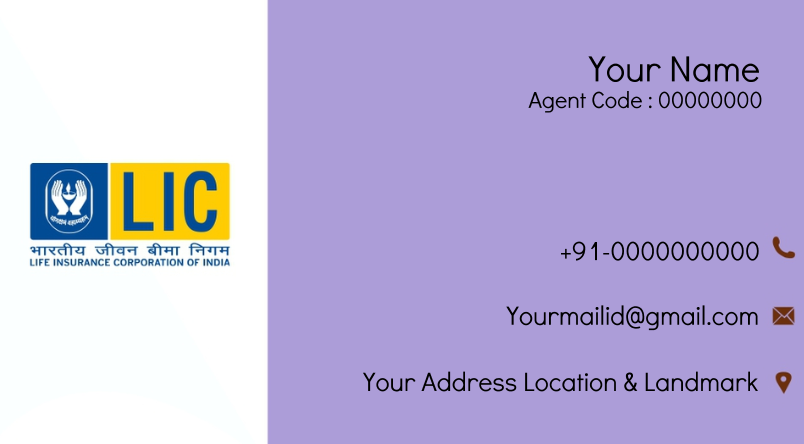 LIC
भारतीय जीवन बीमा निगम
LIFE INSURANCE CORPORATION OF INDIA
Your Name
Agent Code : 00000000
+91-0000000000
Yourmailid@gmail.com
Your Address Location & Landmark